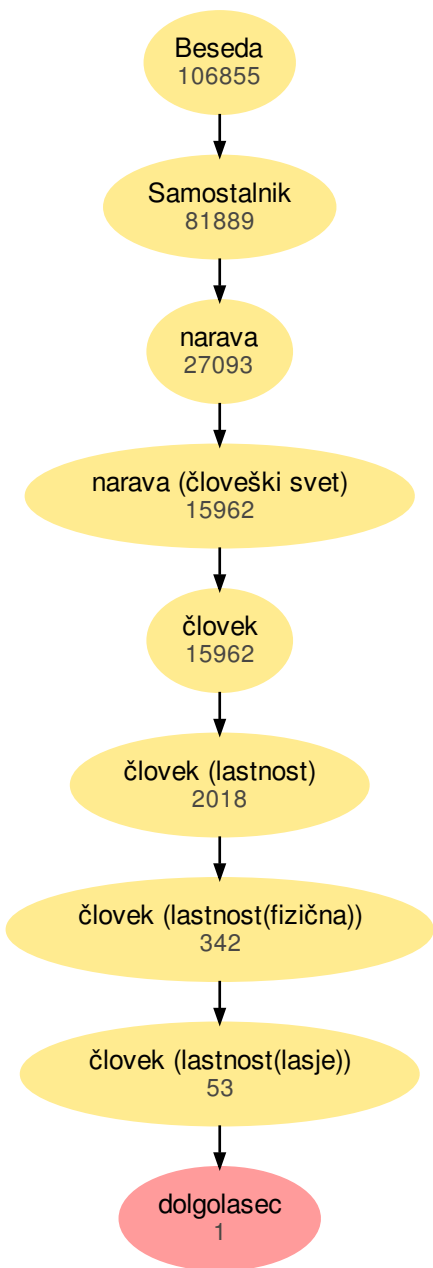 Beseda
106855
Samostalnik
81889
narava
27093
narava (človeški svet)
15962
človek
15962
človek (lastnost)
2018
človek (lastnost(fizična))
342
človek (lastnost(lasje))
53
dolgolasec
1